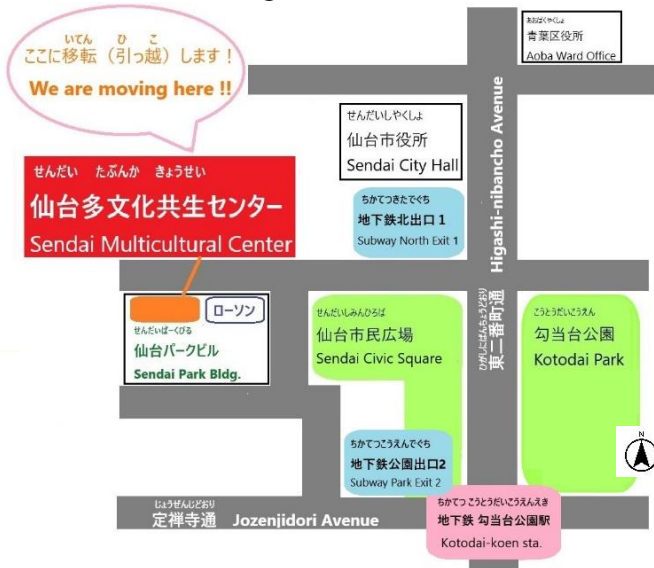 いてん ひ こ
ここに移転（引っ越）します！
We are moving here !!
せんだい たぶんか きょうせい
仙台多文化共生センター
Sendai Multicultural Center
ローソン
せんだいぱーくびる
仙台パークビル
Sendai Park Bldg.
あおばくやくしょ
青葉区役所
Aoba Ward Office
せんだいしやくしょ
仙台市役所
Sendai City Hall
ちかてつきたでぐち
地下鉄北出口1
Subway North Exit 1
Higashi-nibancho Avenue
ひがしにばんちょうどおり
東二番町通
せんだいしみんひろば
仙台市民広場
Sendai Civic Square
こうとうだいこうえん
勾当台公園
Kotodai Park
ちかてつこうえんでぐち
地下鉄公園出口2
Subway Park Exit 2
N
じょうぜんじどおり
定禅寺通 Jozenjidori Avenue
ちかてつ こうとうだいこうえんえき
地下鉄 勾当台公園駅
Kotodai-koen sta.